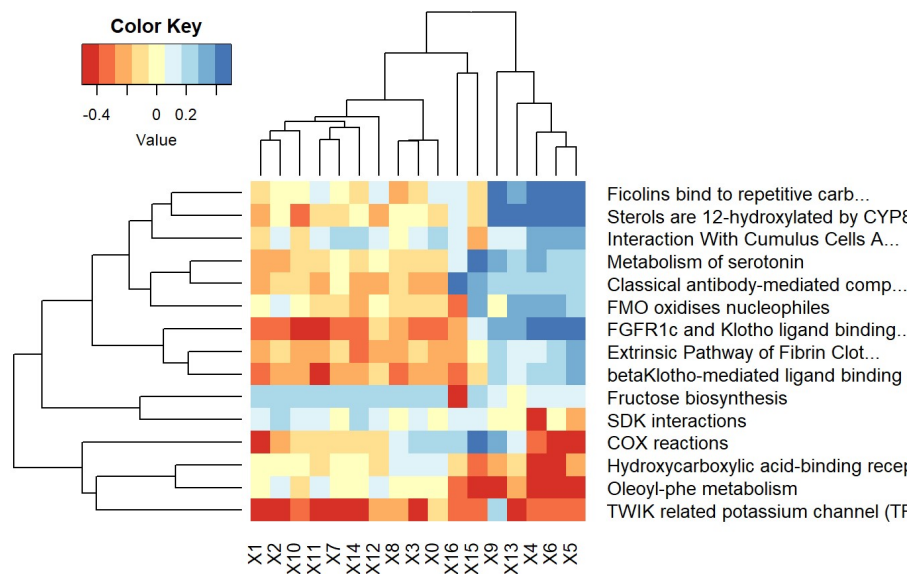 Color Key
-0.4 0 0.2
Value
Ficolins bind to repetitive carb...
Sterols are 12-hydroxylated by CYP8
Interaction With Cumulus Cells A...
Metabolism of serotonin
Classical antibody-mediated comp...
FMO oxidises nucleophiles
FGFR1c and Klotho ligand binding...
Extrinsic Pathway of Fibrin Clot...
betaKlotho-mediated ligand binding
Fructose biosynthesis
SDK interactions
COX reactions
Hydroxycarboxylic acid-binding recep
Oleoyl-phe metabolism
TWIK related potassium channel (TR
X1 X2 X10 X11 X7 X14 X12 X8 X3 X0 X16 X15 X9 X13 X4 X6 X5